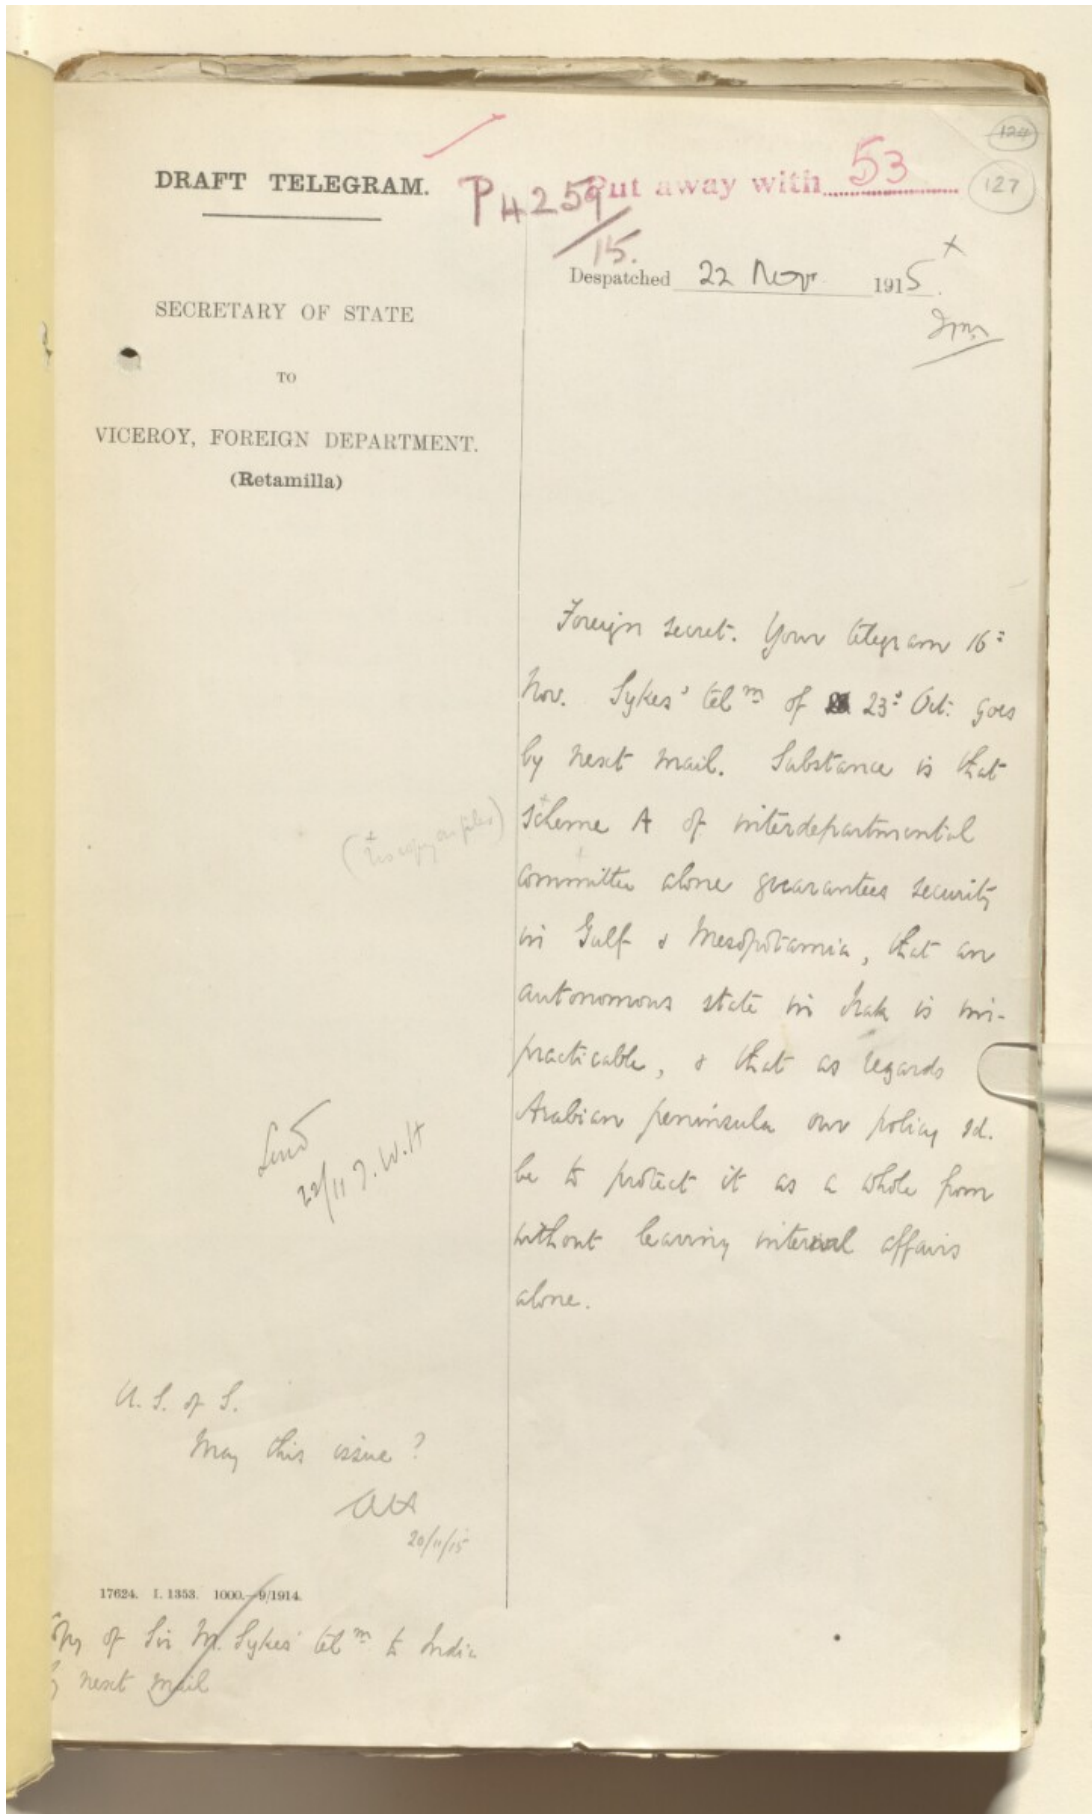 124
127
DRAFT TELEGRAM.
P 4259/15.
Put away with 53
Despatched 22 Nov. 1915.
SECRETARY OF STATE
TO
VICEROY, FOREIGN DEPARTMENT.
(Retamilla)
Foreign secret. Your telegram 16th
Nov. Sykes' telm of 23rd Oct. goes
by next mail. Substance is that
scheme A of interdepartmental
committee alone guarantees security
in Gulf & Mesopotamia, that an
autonomous state in Irak is im-
practicable, & that as regards
Arabian peninsula our policy sd.
be to protect it as a whole from
without leaving internal affairs
alone.
22/11 T.W.H
U. S. of S.
May this issue?
AH
20/11/15
17624. I. 1353. 1000.—9/1914.
Copy of Sir M. Sykes' telm to India
by next mail